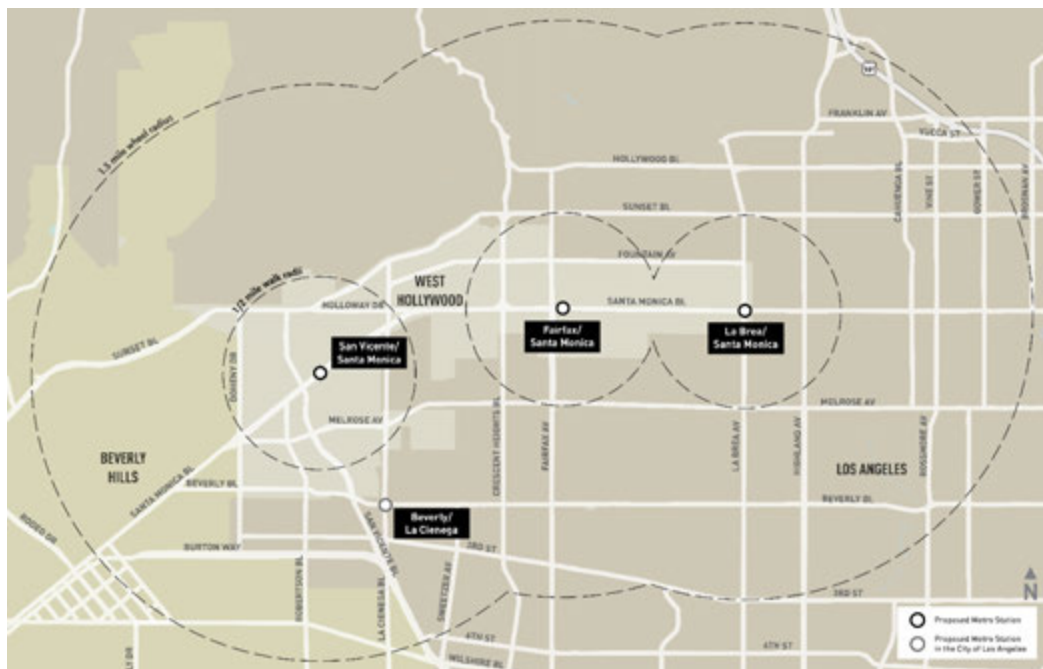 101
FRANKLIN AV
YUCCA ST
HOLLYWOOD BL
CAHUENGA BL
VINE ST
GOWER ST
BRONSON AV
1.5 mile wheel radius
SUNSET BL
FOUNTAIN AV
1/2 mile walk radii
WEST
HOLLYWOOD
HOLLOWAY DR
SANTA MONICA BL
Fairfax/
Santa Monica
La Brea/
Santa Monica
San Vicente/
Santa Monica
SUNSET BL
DOHENY DR
MELROSE AV
MELROSE AV
CRESCENT HEIGHTS BL
FAIRFAX AV
LA BREA AV
HIGHLAND AV
ROSSMORE AV
BEVERLY
HILLS
LOS ANGELES
SANTA MONICA BL
BEVERLY BL
BEVERLY BL
Beverly/
La Cienega
RODEO DR
BURTON WAY
SAN VICENTE BL
3RD ST
ROBERTSON BL
LA CIENEGA BL
SWEETZER AV
3RD ST
N
6TH ST
6TH ST
WILSHIRE BL
LY DR
Proposed Metro Station
Proposed Metro Station
in the City of Los Angeles